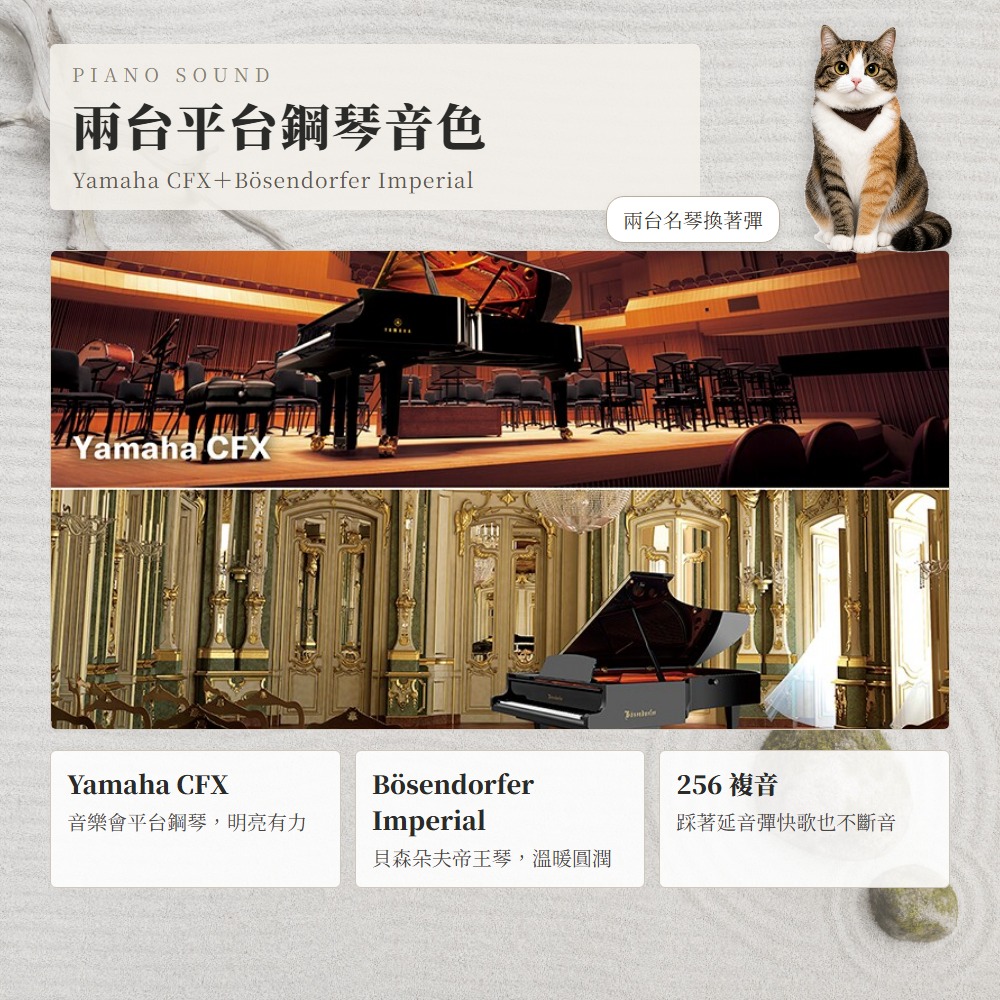 PIANO SOUND
兩台平台鋼琴音色
Yamaha CFX＋Bösendorfer Imperial
兩台名琴換著彈
YAMAHA
Yamaha CFX
Bösendorfer
Yamaha CFX
音樂會平台鋼琴，明亮有力
Bösendorfer
Imperial
貝森朵夫帝王琴，溫暖圓潤
256 複音
踩著延音彈快歌也不斷音